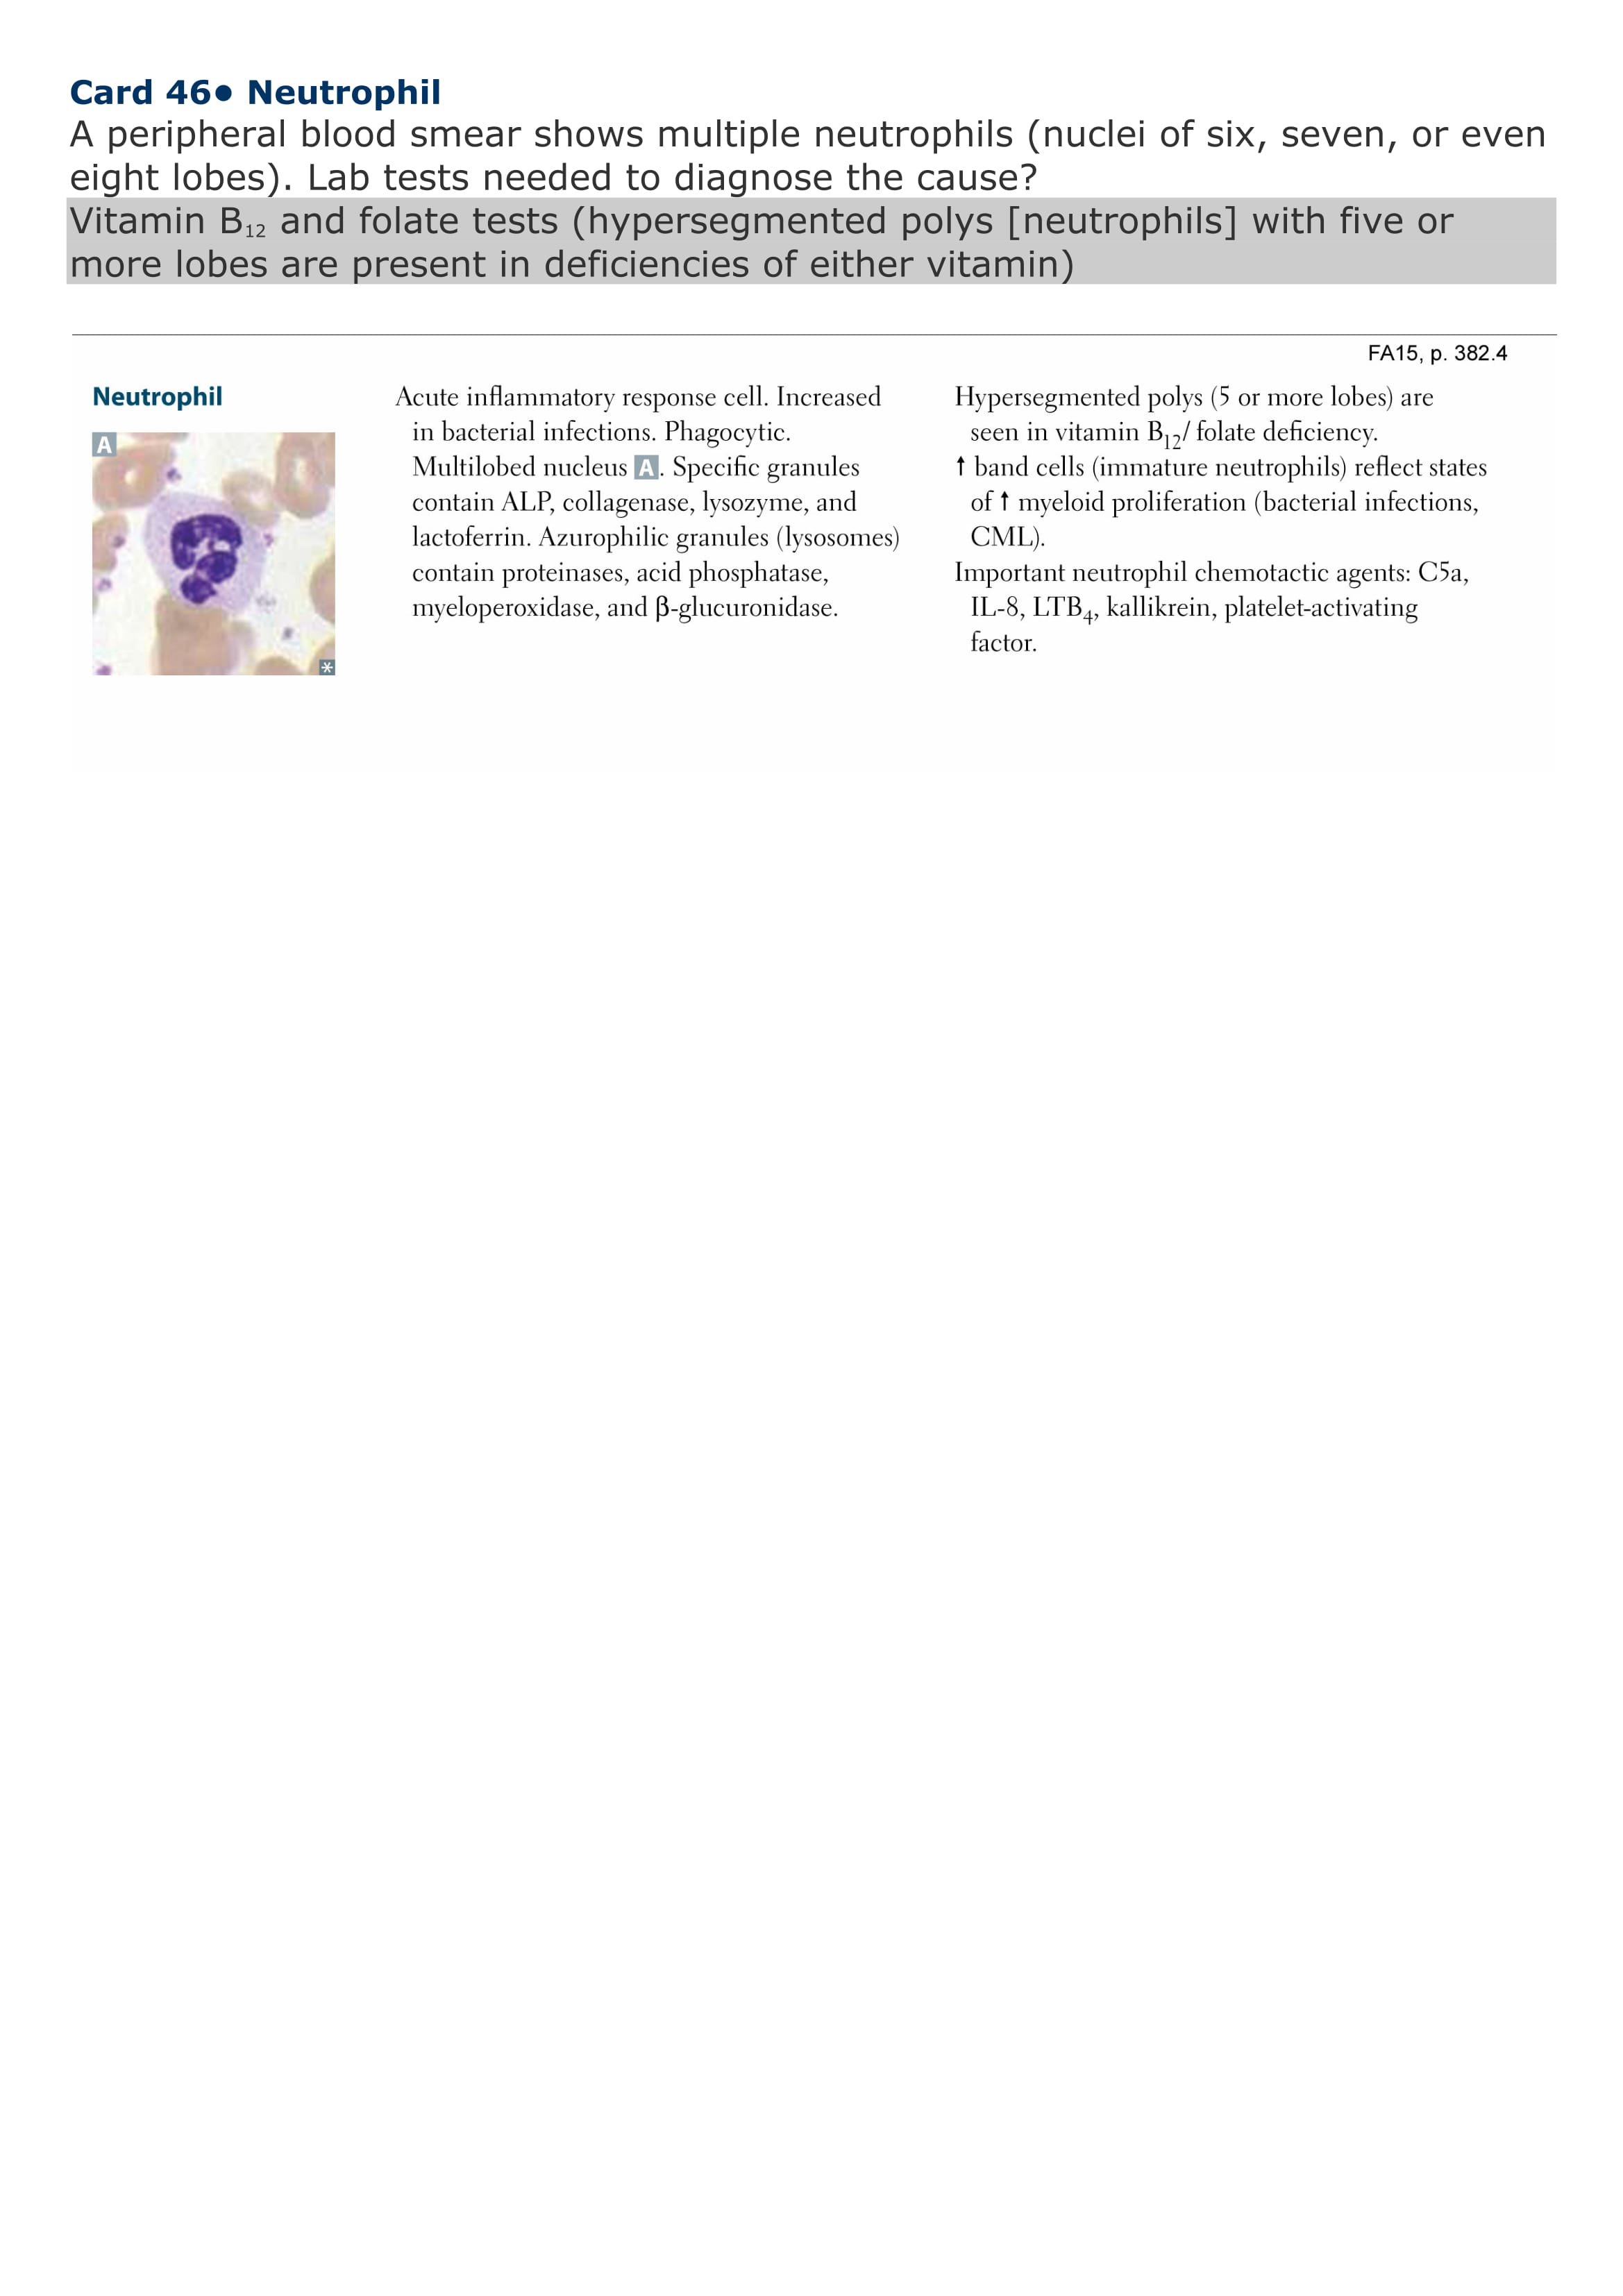 Card 46● Neutrophil
A peripheral blood smear shows multiple neutrophils (nuclei of six, seven, or even
eight lobes). Lab tests needed to diagnose the cause?
Vitamin B₁₂ and folate tests (hypersegmented polys [neutrophils] with five or
more lobes are present in deficiencies of either vitamin)
FA15, p. 382.4
Neutrophil
A
*
Acute inflammatory response cell. Increased
in bacterial infections. Phagocytic.
Multilobed nucleus A. Specific granules
contain ALP, collagenase, lysozyme, and
lactoferrin. Azurophilic granules (lysosomes)
contain proteinases, acid phosphatase,
myeloperoxidase, and β-glucuronidase.
Hypersegmented polys (5 or more lobes) are
seen in vitamin B₁₂/ folate deficiency.
↑ band cells (immature neutrophils) reflect states
of ↑ myeloid proliferation (bacterial infections,
CML).
Important neutrophil chemotactic agents: C5a,
IL-8, LTB₄, kallikrein, platelet-activating
factor.